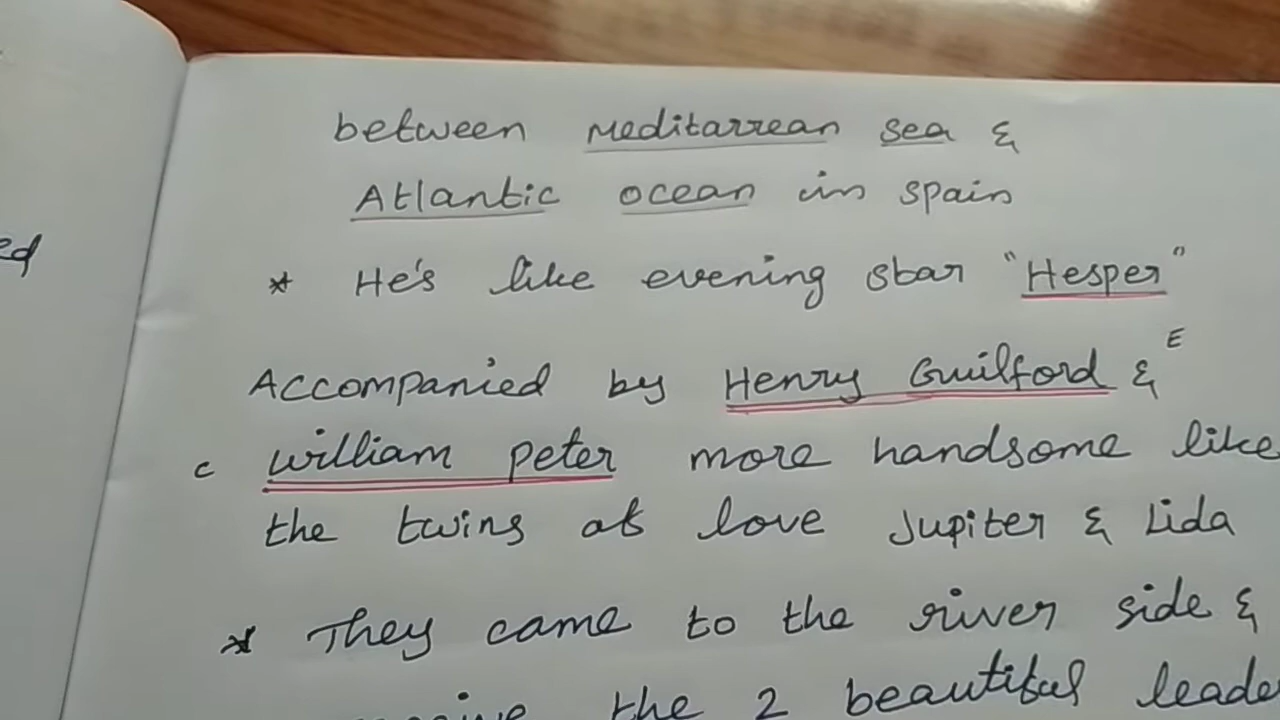 between Meditarrean sea &
Atlantic ocean in spain
* He's like evening star "Hesper"
E
Accompanied by Henry Guilford &
c william peter more handsome like
ed
the twins of love Jupiter & Lida
* They came to the river side &
the 2 beautiful leade